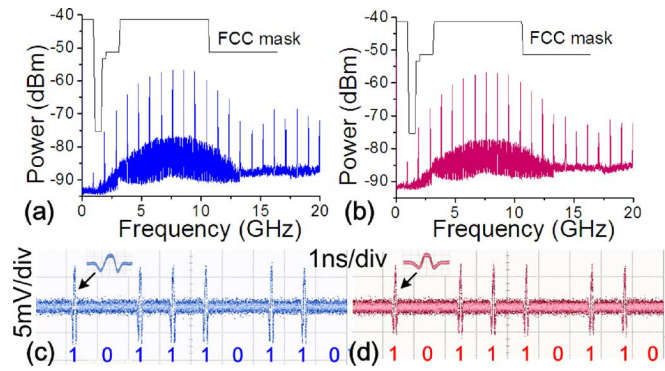 -40
-50
-60
-70
-80
-90
Power (dBm)
FCC mask
(a)
0 5 10 15 20
Frequency (GHz)
-40
-50
-60
-70
-80
-90
Power (dBm)
FCC mask
(b)
0 5 10 15 20
Frequency (GHz)
5mV/div
1ns/div
(c) 1 0 1 1 1 0 1 1 0
(d) 1 0 1 1 1 0 1 1 0